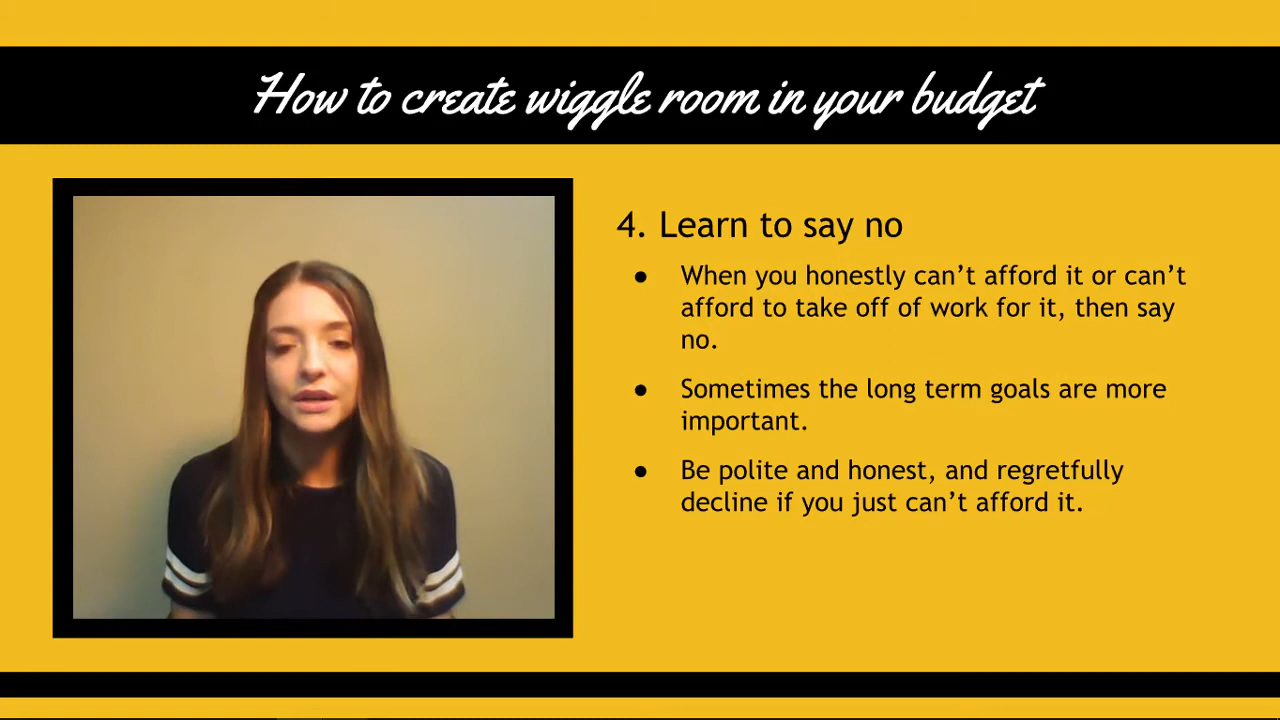 How to create wiggle room in your budget
4. Learn to say no
● When you honestly can’t afford it or can’t
afford to take off of work for it, then say
no.
● Sometimes the long term goals are more
important.
● Be polite and honest, and regretfully
decline if you just can’t afford it.